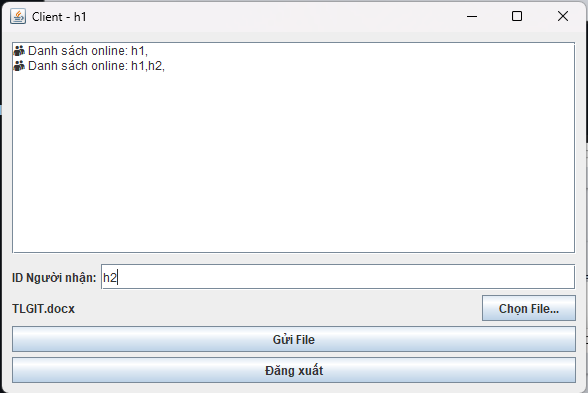 Client - h1
Danh sách online: h1,
Danh sách online: h1,h2,
ID Người nhận: h2
TLGIT.docx Chọn File...
Gửi File
Đăng xuất